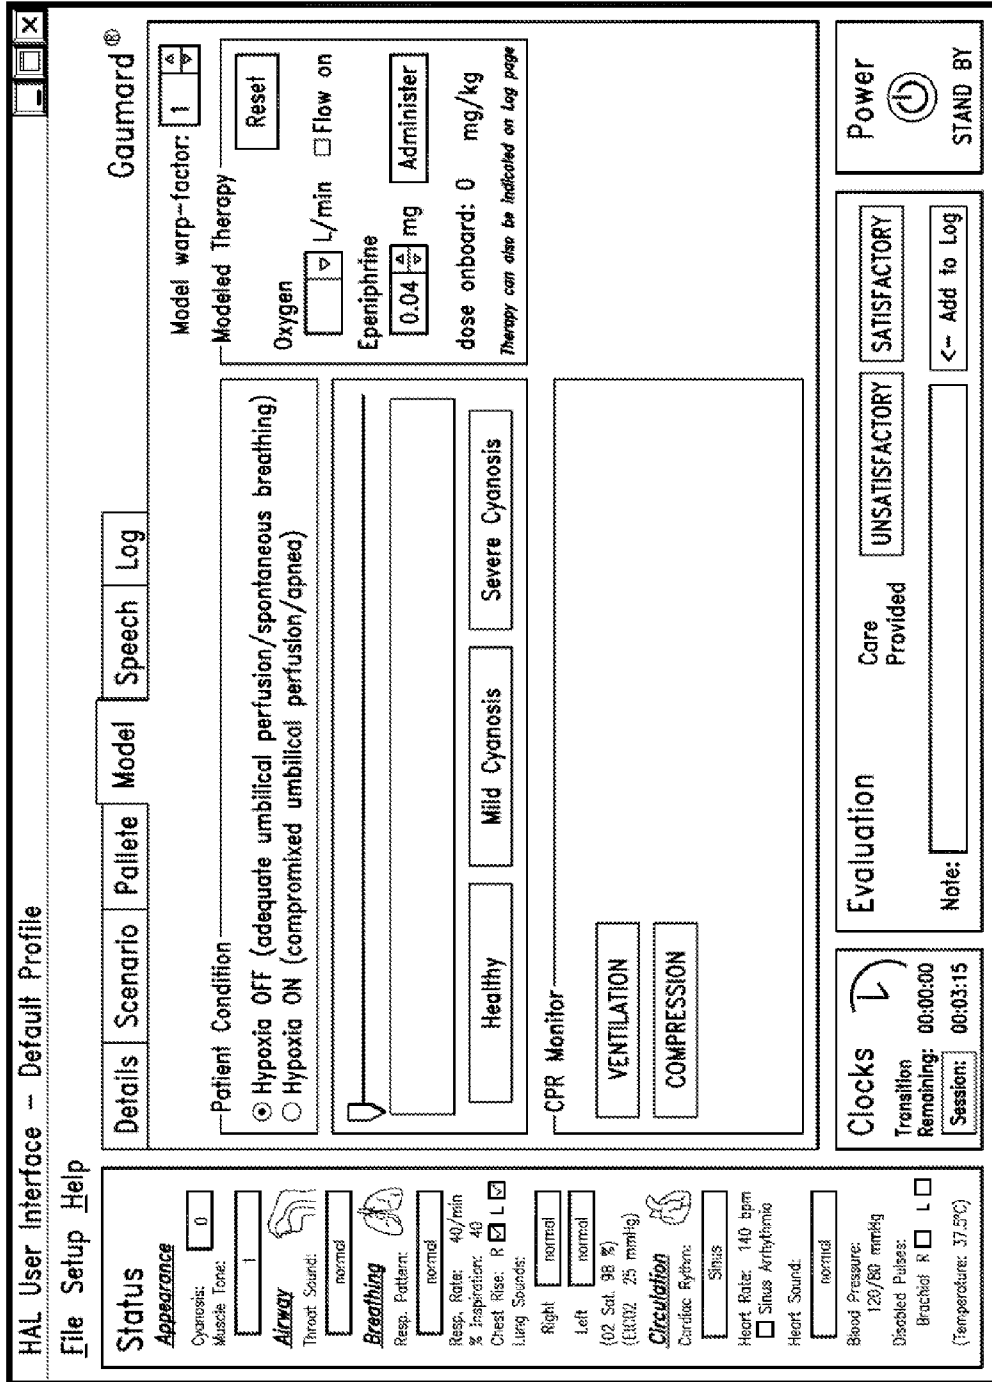 HAL User Interface – Default Profile
File Setup Help
Gaumard®
Status
Appearance
Cyanosis: 0
Muscle Tone:
1
Airway
Throat Sound:
normal
Breathing
Resp. Pattern:
normal
Resp. Rate: 40/min
% Inspiration: 40
Chest Rise: R L
Lung Sounds:
Right normal
Left normal
(O2 Sat. 98 %)
(EtCO2 25 mmHg)
Circulation
Cardiac Rythm:
Sinus
Heart Rate: 140 bpm
Sinus Arrhythmia
Heart Sound:
normal
Blood Pressure:
120/80 mmHg
Disabled Pulses:
Brachial R L
(Temperature: 37.5°C)
Details Scenario Pallete Model Speech Log
Model warp-factor: 1
Patient Condition
Hypoxia OFF (adequate umbilical perfusion/spontaneous breathing)
Hypoxia ON (compromixed umbilical perfusion/apnea)
Healthy Mild Cyanosis Severe Cyanosis
Modeled Therapy
Reset
Oxygen
L/min Flow on
Epeniphrine
0.04 mg Administer
dose onboard: 0 mg/kg
Therapy can also be indicated on Log page
CPR Monitor
VENTILATION
COMPRESSION
Clocks
Transition
Remaining: 00:00:00
Session: 00:03:15
Evaluation
Care
Provided
UNSATISFACTORY SATISFACTORY
Note: <– Add to Log
Power
STAND BY